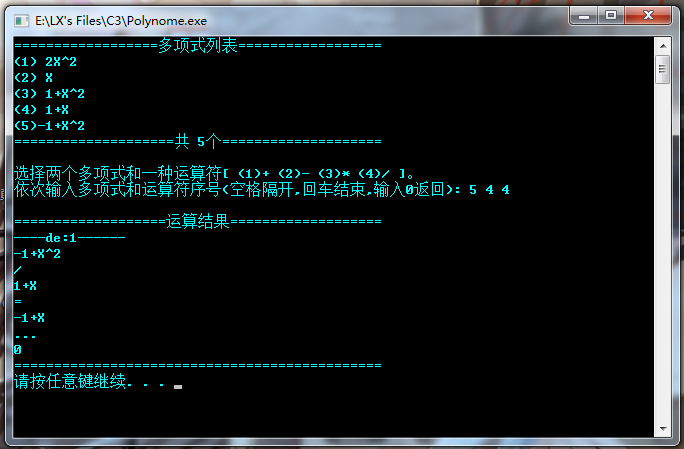 E:\LX's Files\C3\Polynome.exe
==================多项式列表==================
(1) 2X^2
(2) X
(3) 1+X^2
(4) 1+X
(5)-1+X^2
====================共 5个====================
选择两个多项式和一种运算符[ (1)+ (2)- (3)* (4)/ ]。
依次输入多项式和运算符序号(空格隔开,回车结束,输入0返回): 5 4 4
===================运算结果===================
----de:1------
-1+X^2
/
1+X
=
-1+X
...
0
==============================================
请按任意键继续. . .